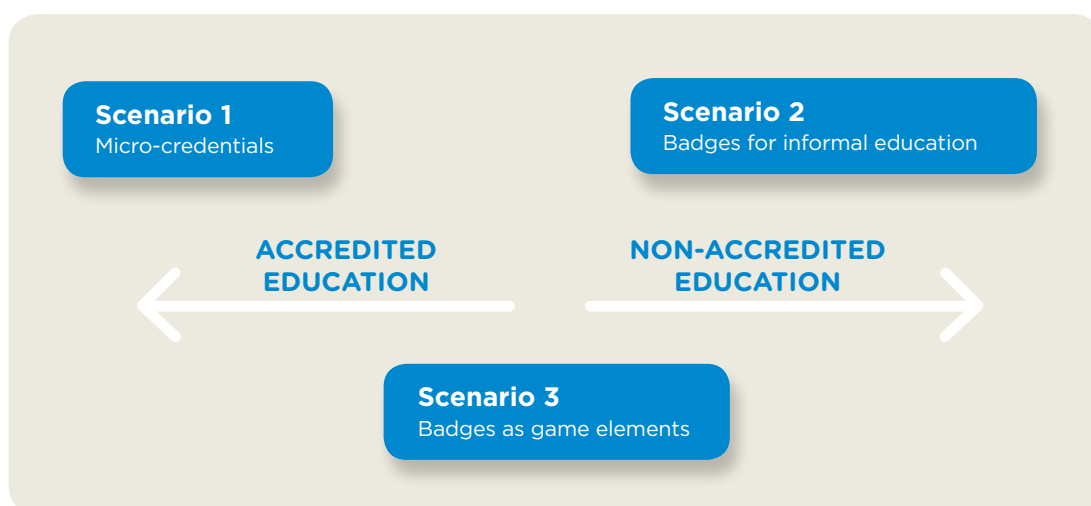 Scenario 1
Micro-credentials
Scenario 2
Badges for informal education
ACCREDITED
EDUCATION
NON-ACCREDITED
EDUCATION
Scenario 3
Badges as game elements